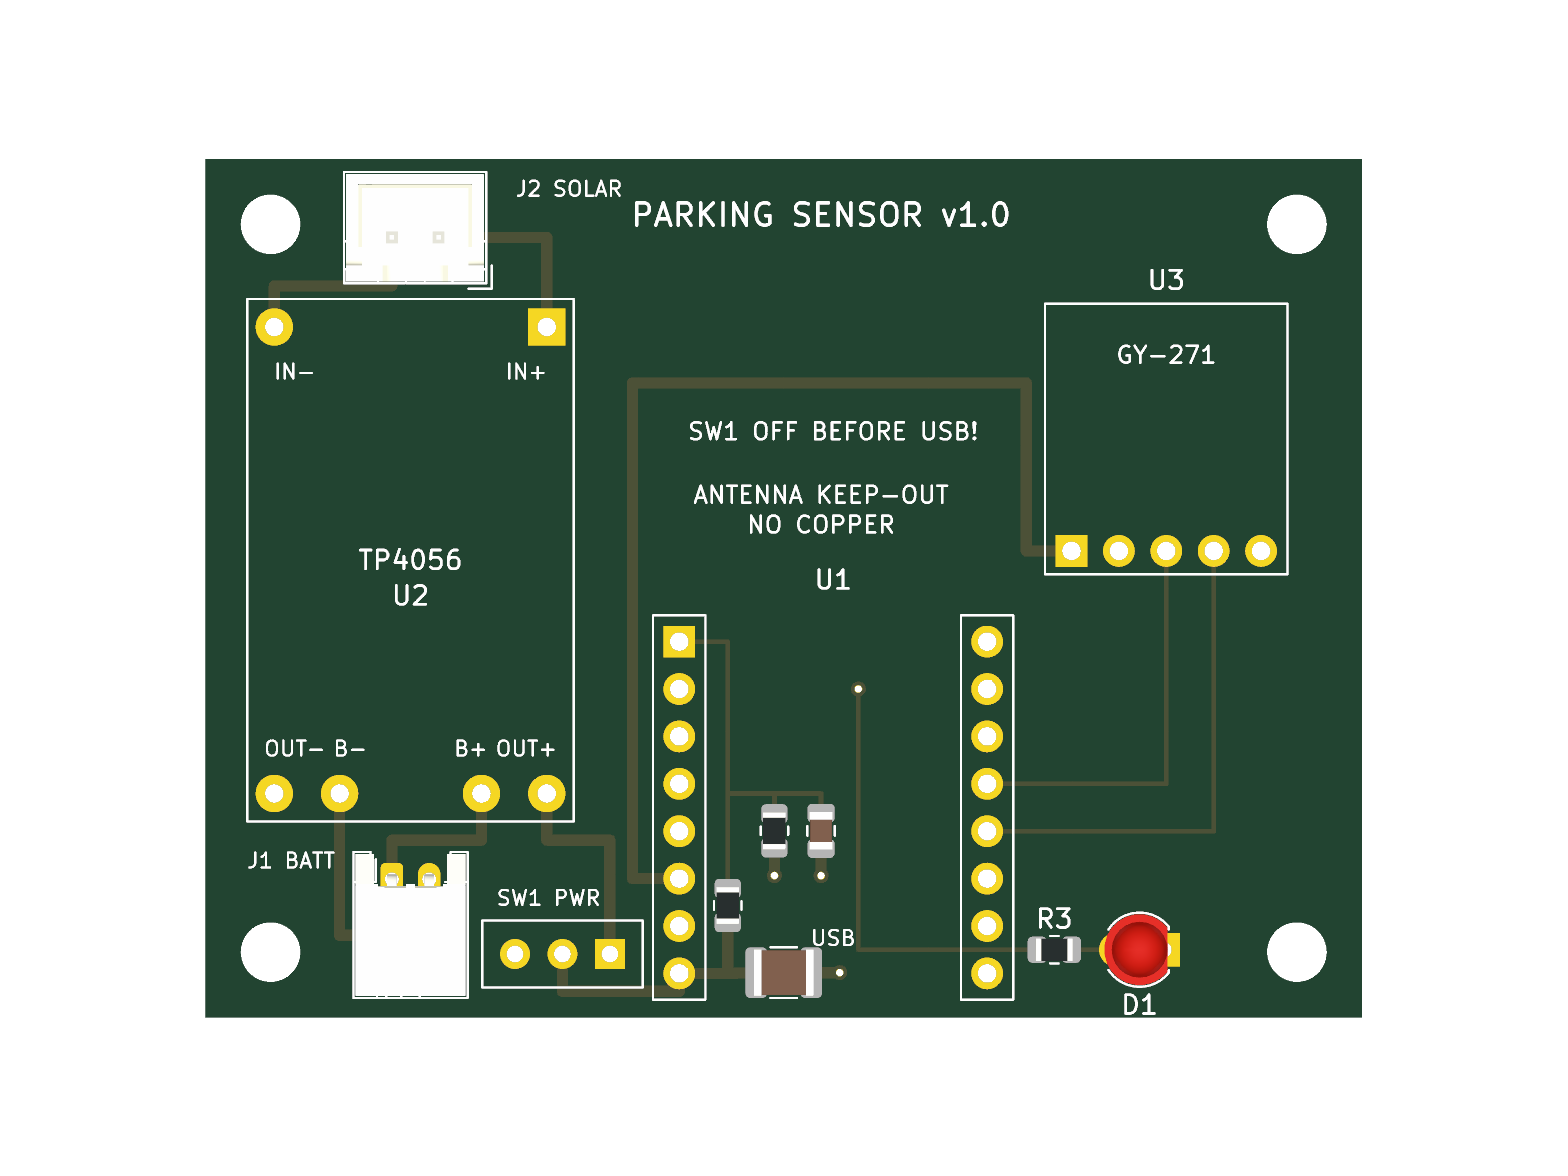 J2 SOLAR
PARKING SENSOR v1.0
U3
GY-271
IN-
IN+
SW1 OFF BEFORE USB!
ANTENNA KEEP-OUT
NO COPPER
TP4056
U2
U1
OUT- B-
B+ OUT+
J1 BATT
SW1 PWR
USB
R3
D1